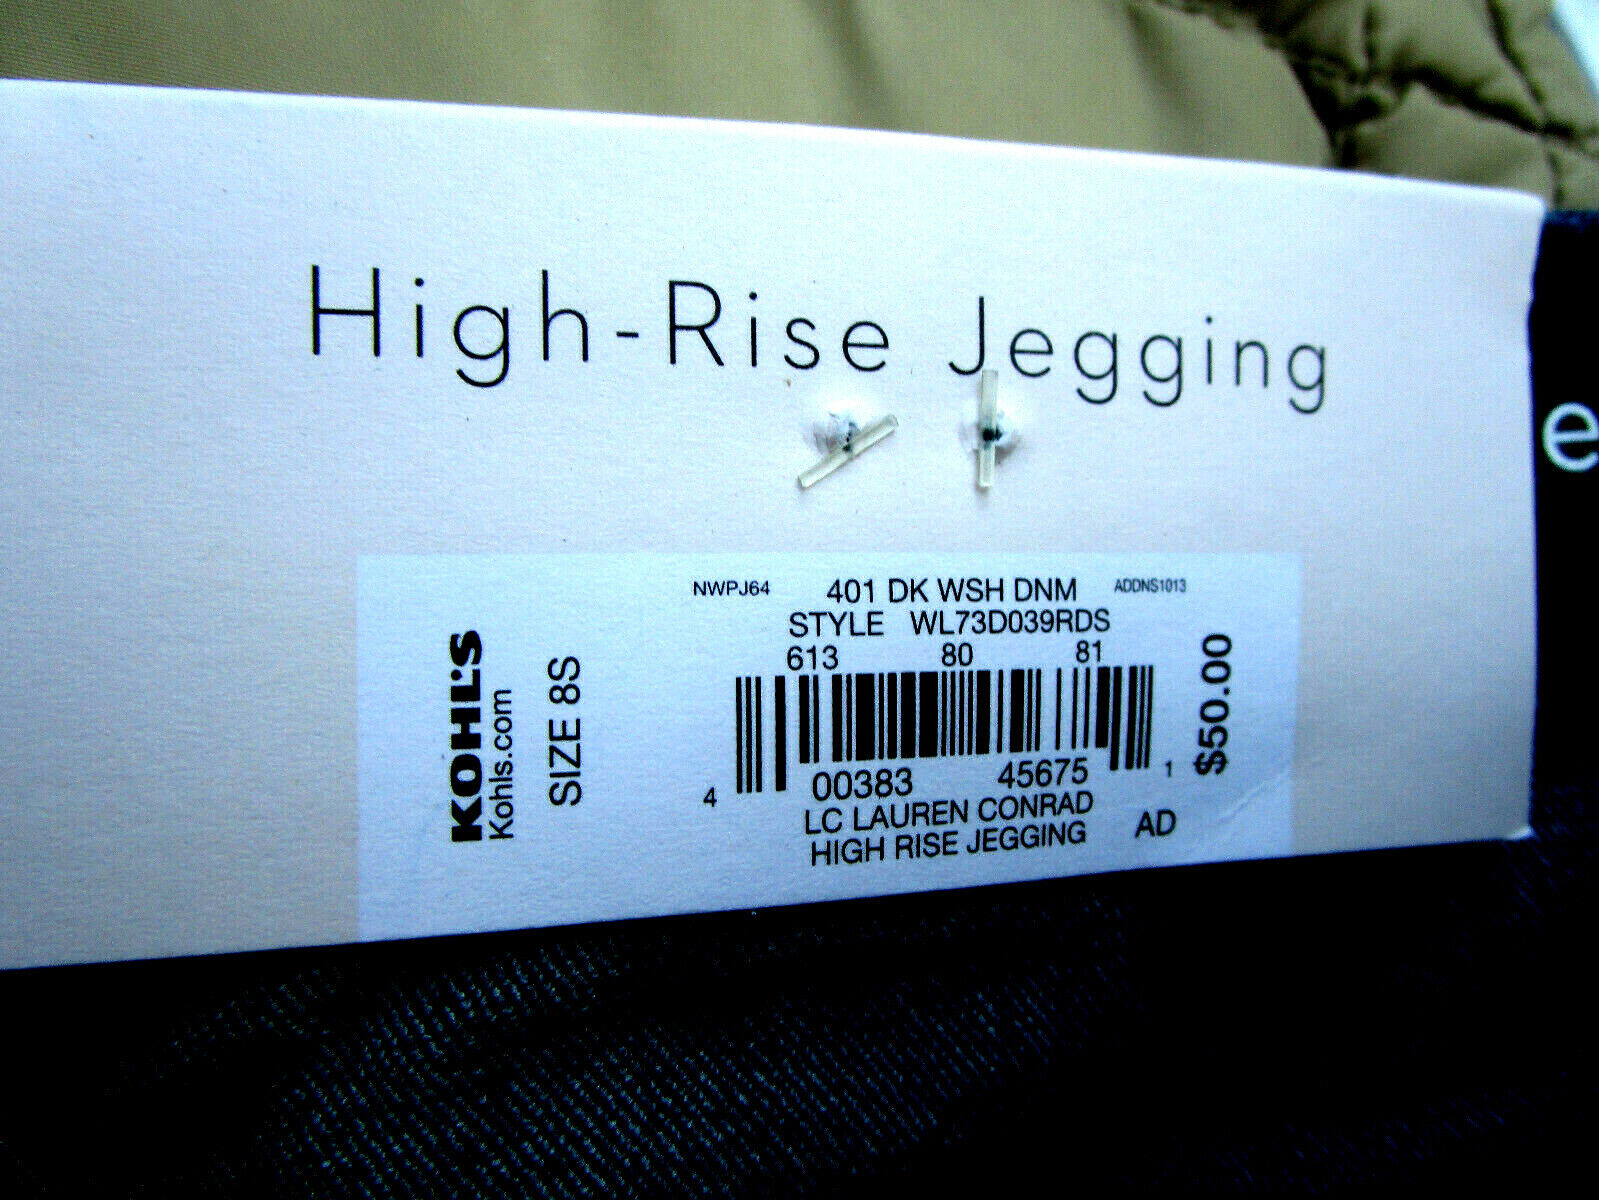 High-Rise Jegging
e
NWPJ64 401 DK WSH DNM ADDNS1013
STYLE WL73D039RDS
613 80 81
KOHL'S
Kohls.com
SIZE 8S
$50.00
4 00383 45675 1
LC LAUREN CONRAD
HIGH RISE JEGGING AD